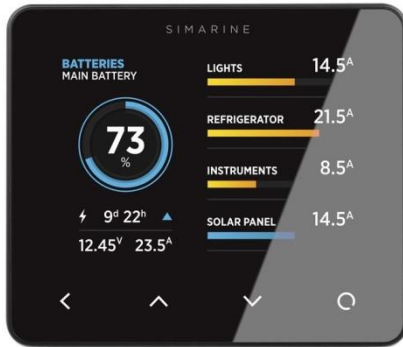 SIMARINE
BATTERIES
MAIN BATTERY
73
%
9d 22h
12.45V 23.5A
LIGHTS 14.5A
REFRIGERATOR 21.5A
INSTRUMENTS 8.5A
SOLAR PANEL 14.5A